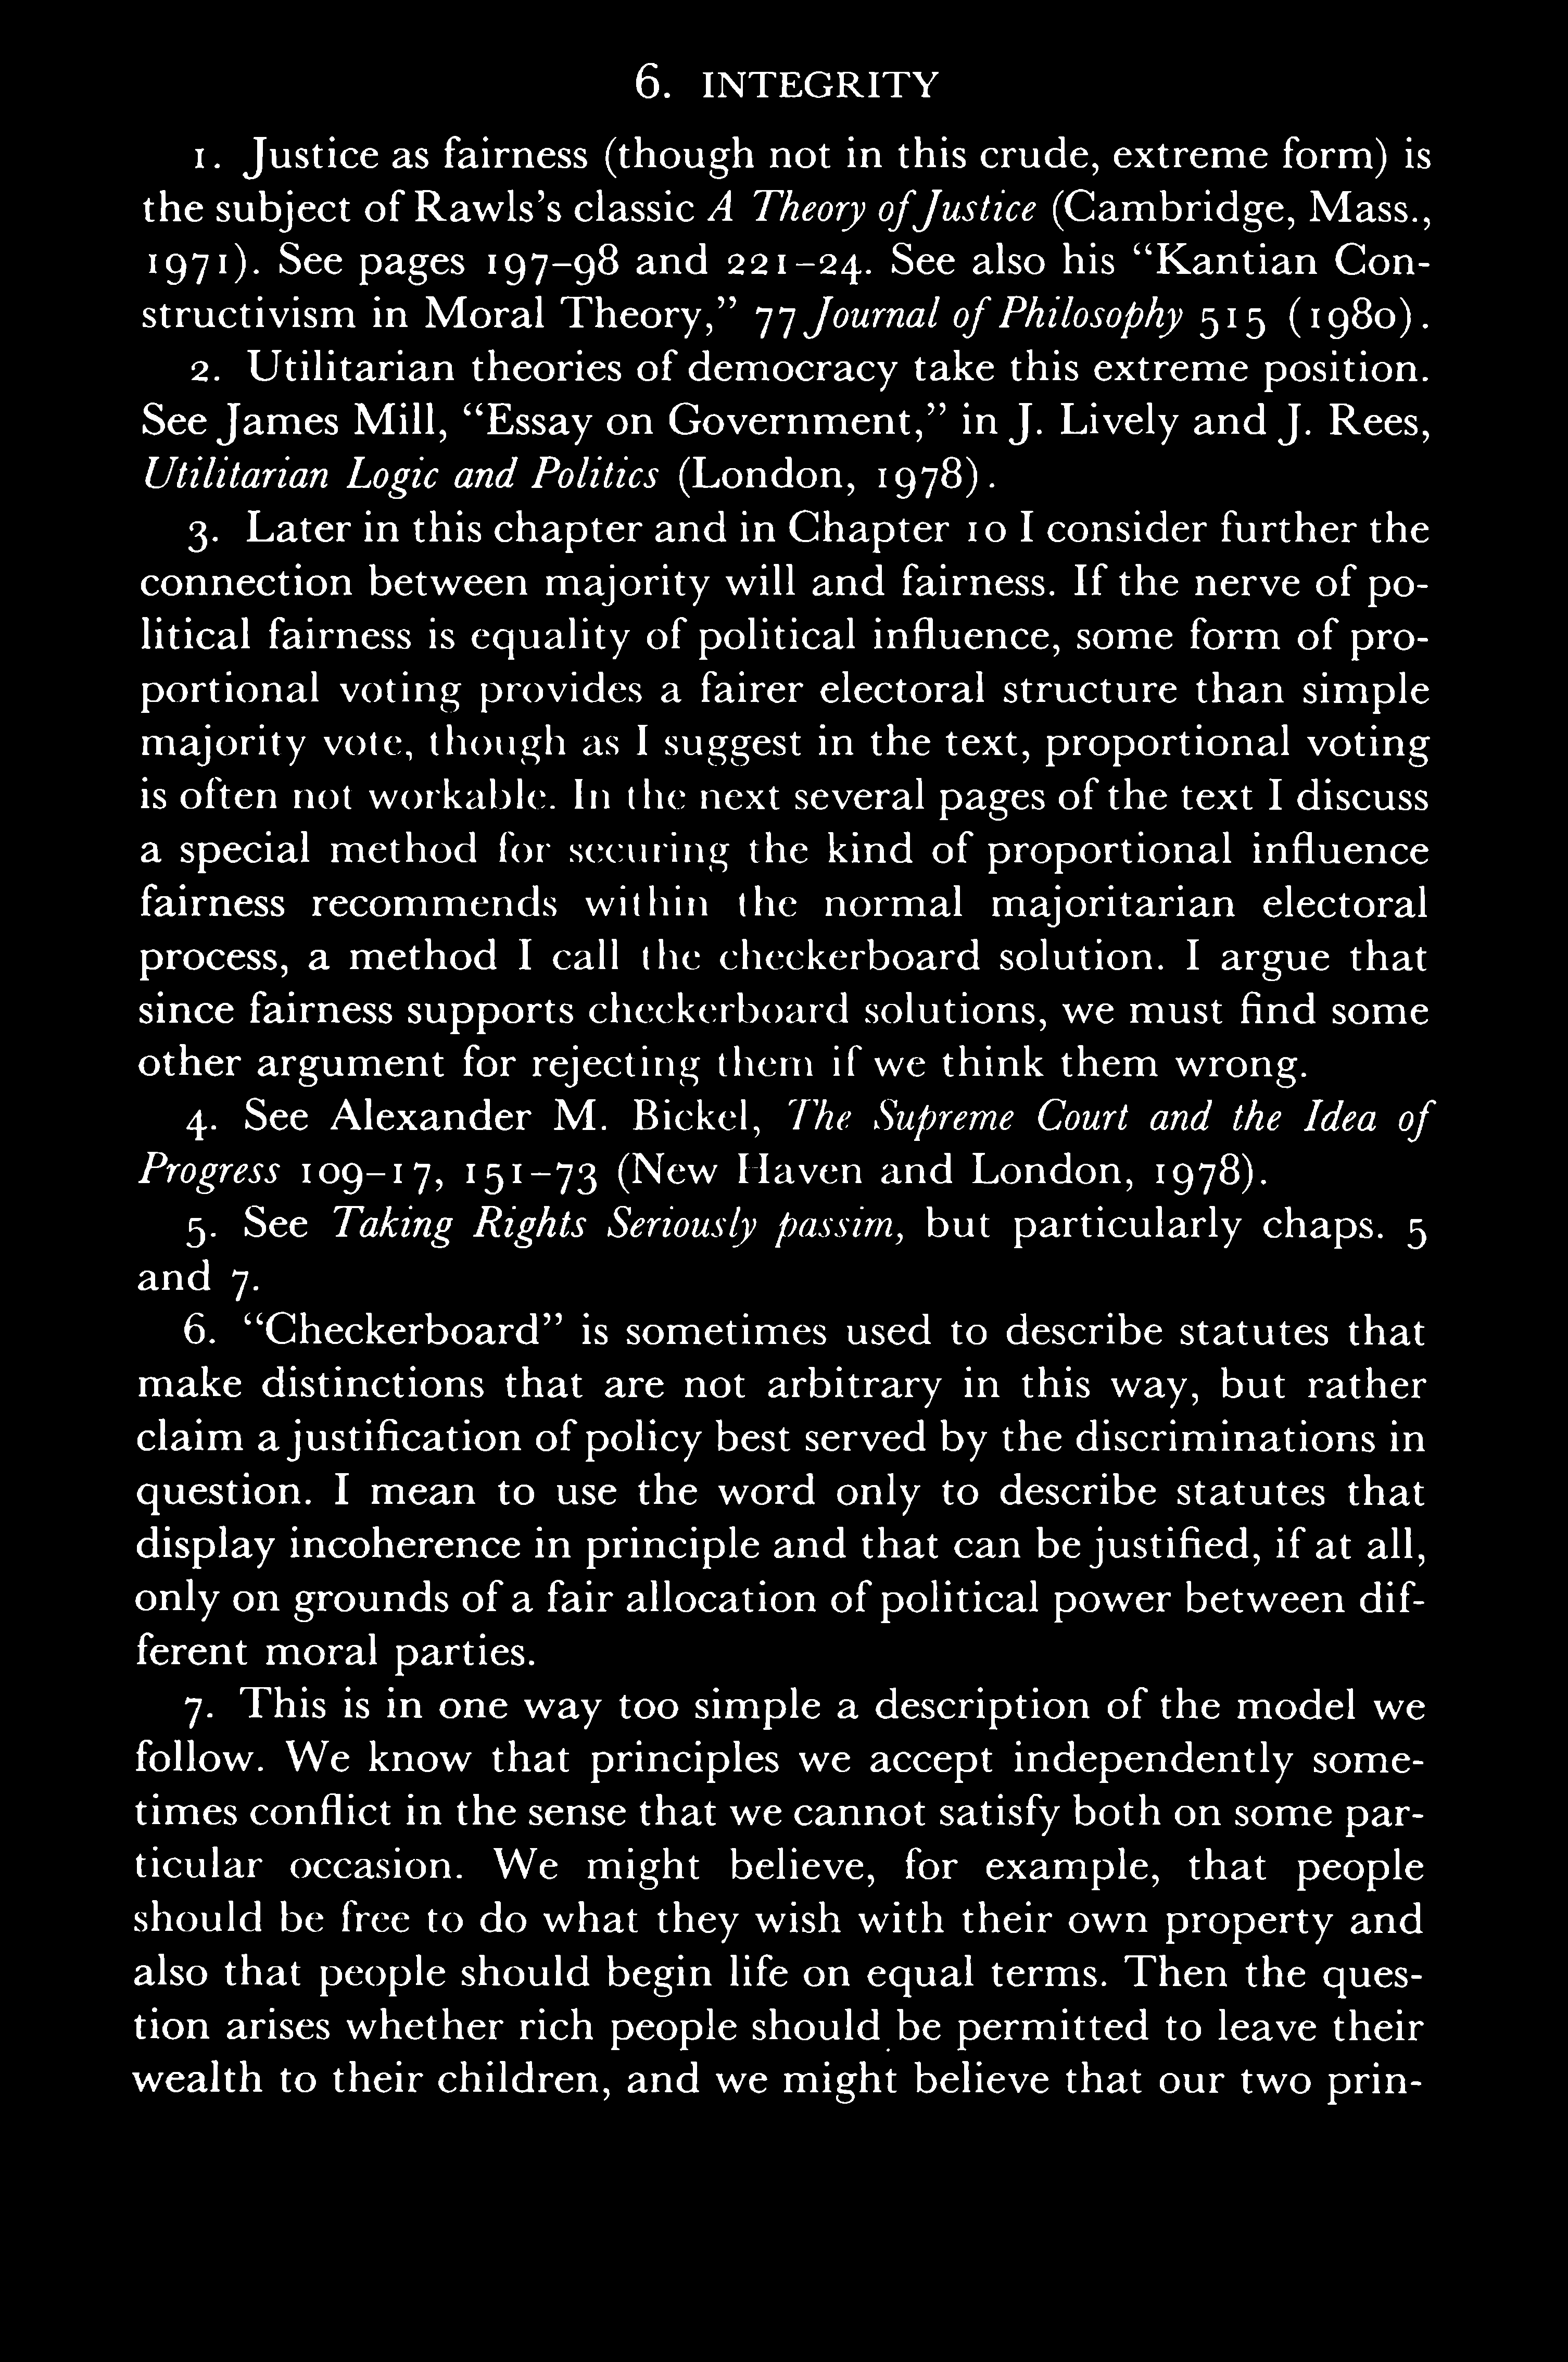 6. INTEGRITY
1. Justice as fairness (though not in this crude, extreme form) is
the subject of Rawls’s classic A Theory of Justice (Cambridge, Mass.,
1971). See pages 197–98 and 221–24. See also his “Kantian Con-
structivism in Moral Theory,” 77 Journal of Philosophy 515 (1980).
2. Utilitarian theories of democracy take this extreme position.
See James Mill, “Essay on Government,” in J. Lively and J. Rees,
Utilitarian Logic and Politics (London, 1978).
3. Later in this chapter and in Chapter 10 I consider further the
connection between majority will and fairness. If the nerve of po-
litical fairness is equality of political influence, some form of pro-
portional voting provides a fairer electoral structure than simple
majority vote, though as I suggest in the text, proportional voting
is often not workable. In the next several pages of the text I discuss
a special method for securing the kind of proportional influence
fairness recommends within the normal majoritarian electoral
process, a method I call the checkerboard solution. I argue that
since fairness supports checkerboard solutions, we must find some
other argument for rejecting them if we think them wrong.
4. See Alexander M. Bickel, The Supreme Court and the Idea of
Progress 109–17, 151–73 (New Haven and London, 1978).
5. See Taking Rights Seriously passim, but particularly chaps. 5
and 7.
6. “Checkerboard” is sometimes used to describe statutes that
make distinctions that are not arbitrary in this way, but rather
claim a justification of policy best served by the discriminations in
question. I mean to use the word only to describe statutes that
display incoherence in principle and that can be justified, if at all,
only on grounds of a fair allocation of political power between dif-
ferent moral parties.
7. This is in one way too simple a description of the model we
follow. We know that principles we accept independently some-
times conflict in the sense that we cannot satisfy both on some par-
ticular occasion. We might believe, for example, that people
should be free to do what they wish with their own property and
also that people should begin life on equal terms. Then the ques-
tion arises whether rich people should be permitted to leave their
wealth to their children, and we might believe that our two prin-